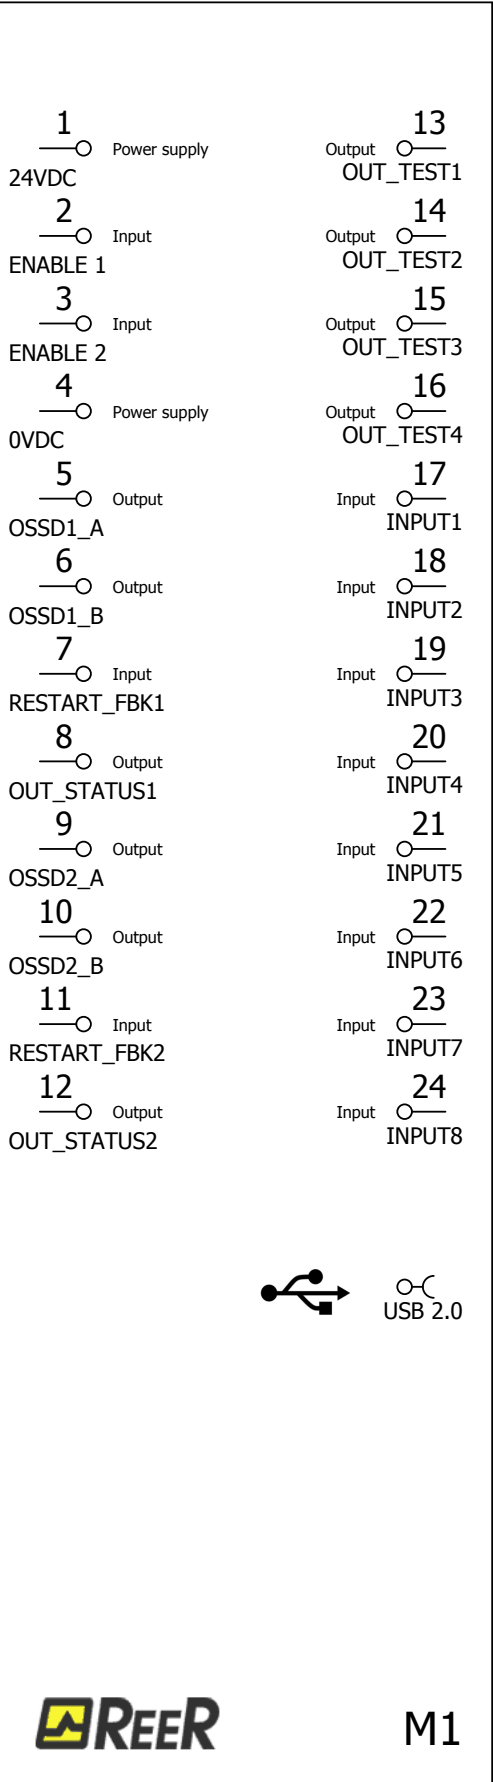 1 13
Power supply Output
24VDC OUT_TEST1
2 14
Input Output
ENABLE 1 OUT_TEST2
3 15
Input Output
ENABLE 2 OUT_TEST3
4 16
Power supply Output
0VDC OUT_TEST4
5 17
Output Input
OSSD1_A INPUT1
6 18
Output Input
OSSD1_B INPUT2
7 19
Input Input
RESTART_FBK1 INPUT3
8 20
Output Input
OUT_STATUS1 INPUT4
9 21
Output Input
OSSD2_A INPUT5
10 22
Output Input
OSSD2_B INPUT6
11 23
Input Input
RESTART_FBK2 INPUT7
12 24
Output Input
OUT_STATUS2 INPUT8
USB 2.0
REER M1